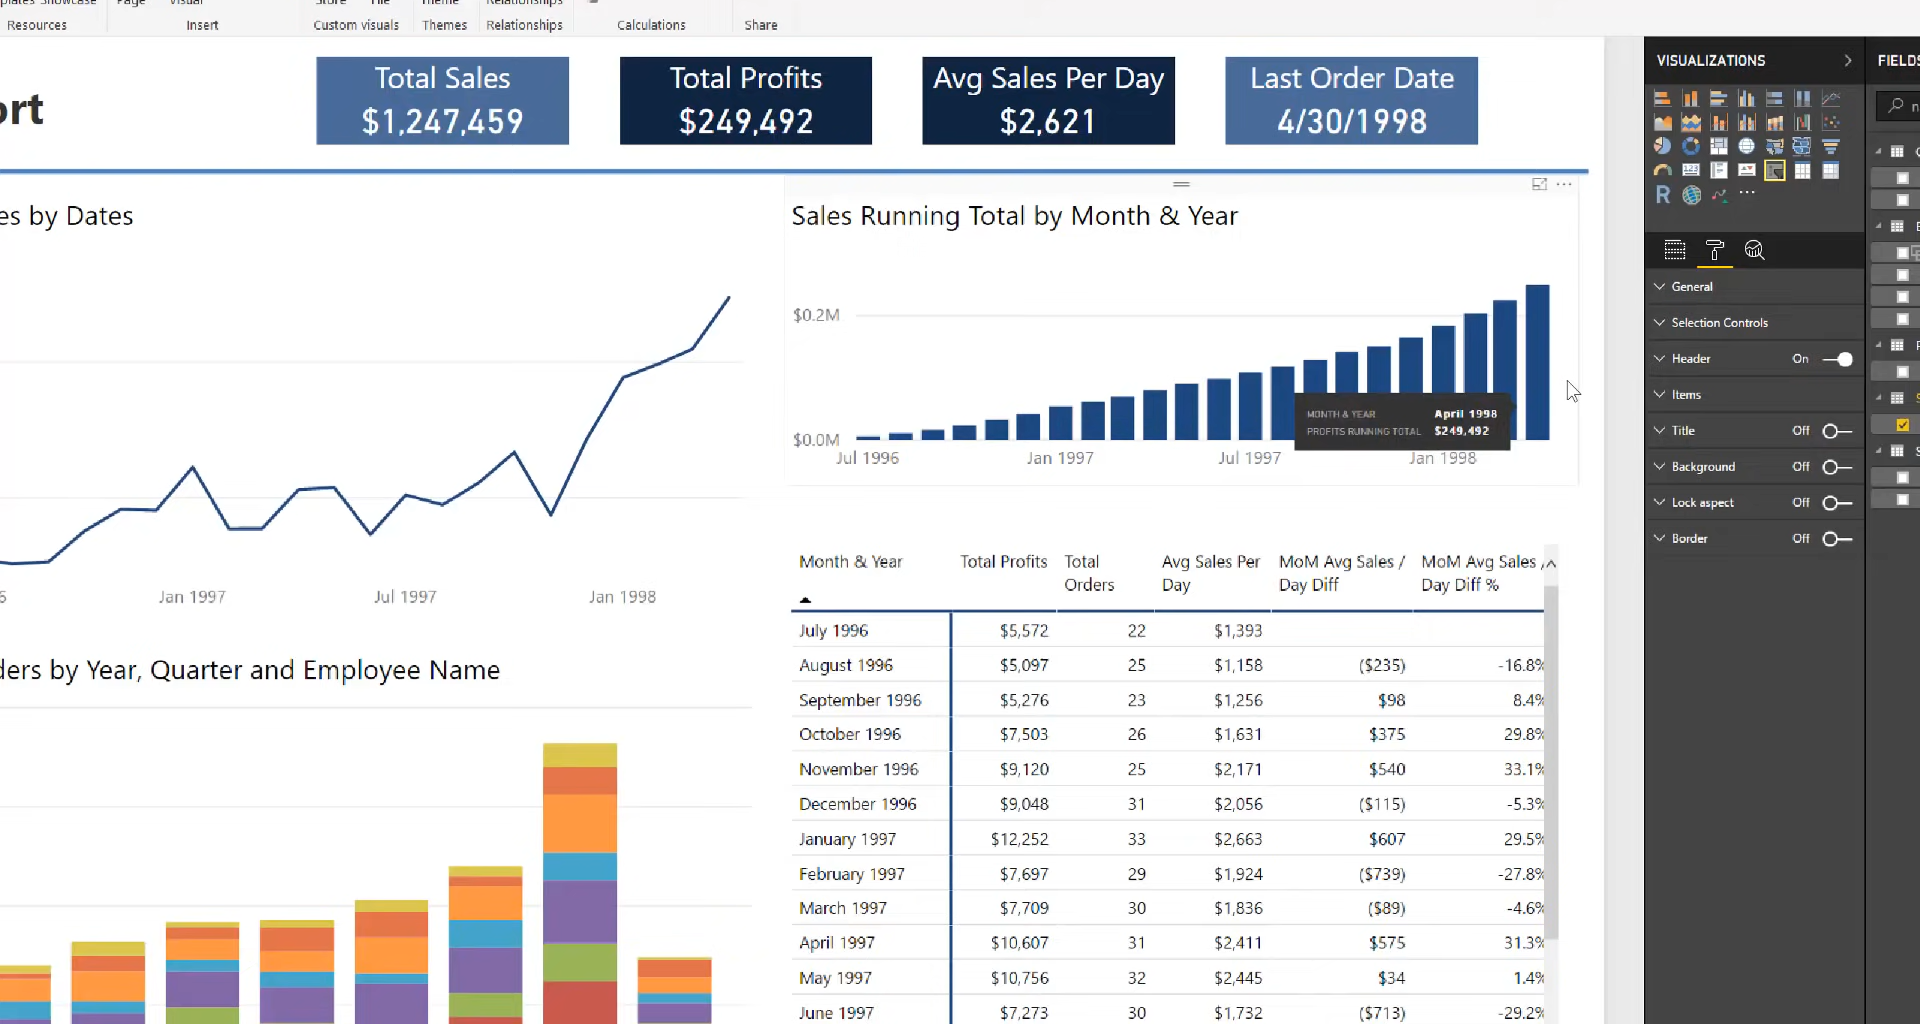 Showcase Page Visual Store File Theme Relationships
Resources Insert Custom visuals Themes Relationships Calculations Share
Total Sales
$1,247,459
Total Profits
$249,492
Avg Sales Per Day
$2,621
Last Order Date
4/30/1998
ort
VISUALIZATIONS
FIELDS
R
General
Selection Controls
Header On
Items
Title Off
Background Off
Lock aspect Off
Border Off
es by Dates
Jan 1997 Jul 1997 Jan 1998
Sales Running Total by Month & Year
$0.2M
$0.0M
Jul 1996 Jan 1997 Jul 1997 Jan 1998
MONTH & YEAR April 1998
PROFITS RUNNING TOTAL $249,492
ders by Year, Quarter and Employee Name
Month & Year Total Profits Total Orders Avg Sales Per Day MoM Avg Sales / Day Diff MoM Avg Sales / Day Diff %
July 1996 $5,572 22 $1,393
August 1996 $5,097 25 $1,158 ($235) -16.8%
September 1996 $5,276 23 $1,256 $98 8.4%
October 1996 $7,503 26 $1,631 $375 29.8%
November 1996 $9,120 25 $2,171 $540 33.1%
December 1996 $9,048 31 $2,056 ($115) -5.3%
January 1997 $12,252 33 $2,663 $607 29.5%
February 1997 $7,697 29 $1,924 ($739) -27.8%
March 1997 $7,709 30 $1,836 ($89) -4.6%
April 1997 $10,607 31 $2,411 $575 31.3%
May 1997 $10,756 32 $2,445 $34 1.4%
June 1997 $7,273 30 $1,732 ($713) -29.2%